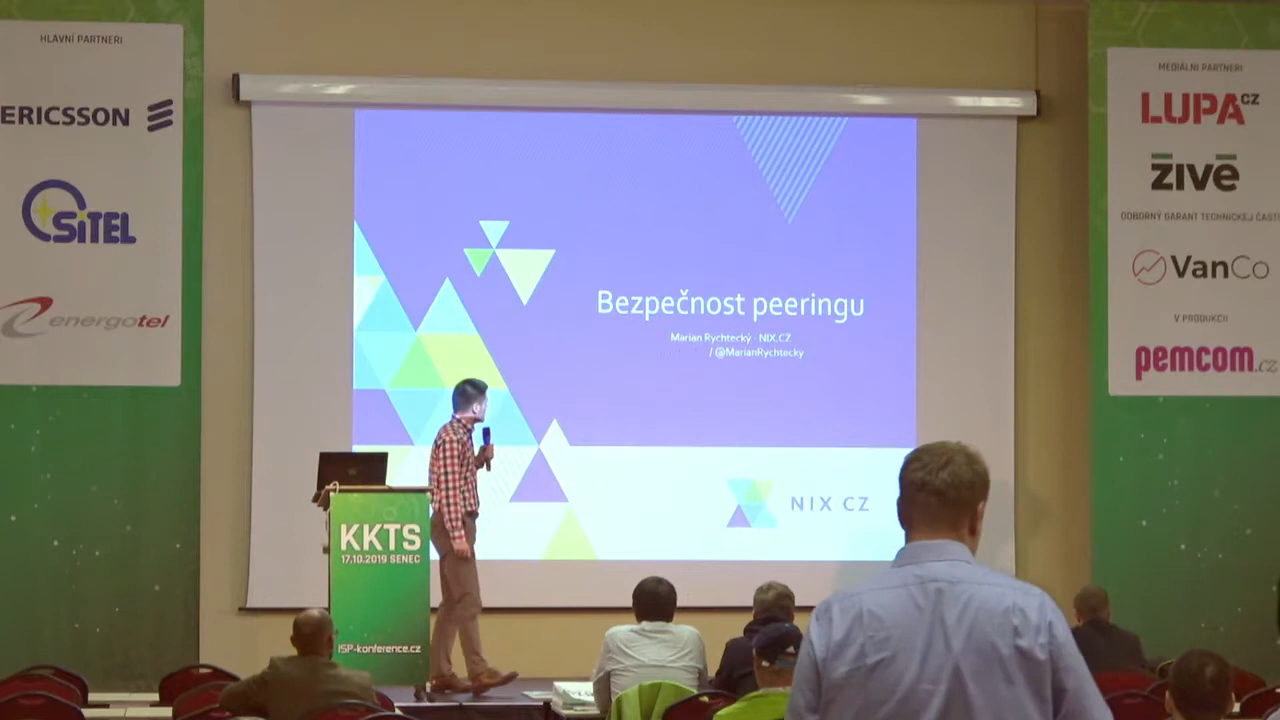 HLAVNÍ PARTNERI
ERICSSON
SITEL
energotel
Bezpečnost peeringu
Marian Rychtecký NIX.CZ
/ @MarianRychtecky
NIX CZ
KKTS
17.10.2019 SENEC
ISP-konference.cz
MEDIÁLNI PARTNERI
LUPA.CZ
živě
ODBORNÝ GARANT TECHNICKEJ ČASTI
VanCo
V PRODUKCII
pemcom.cz